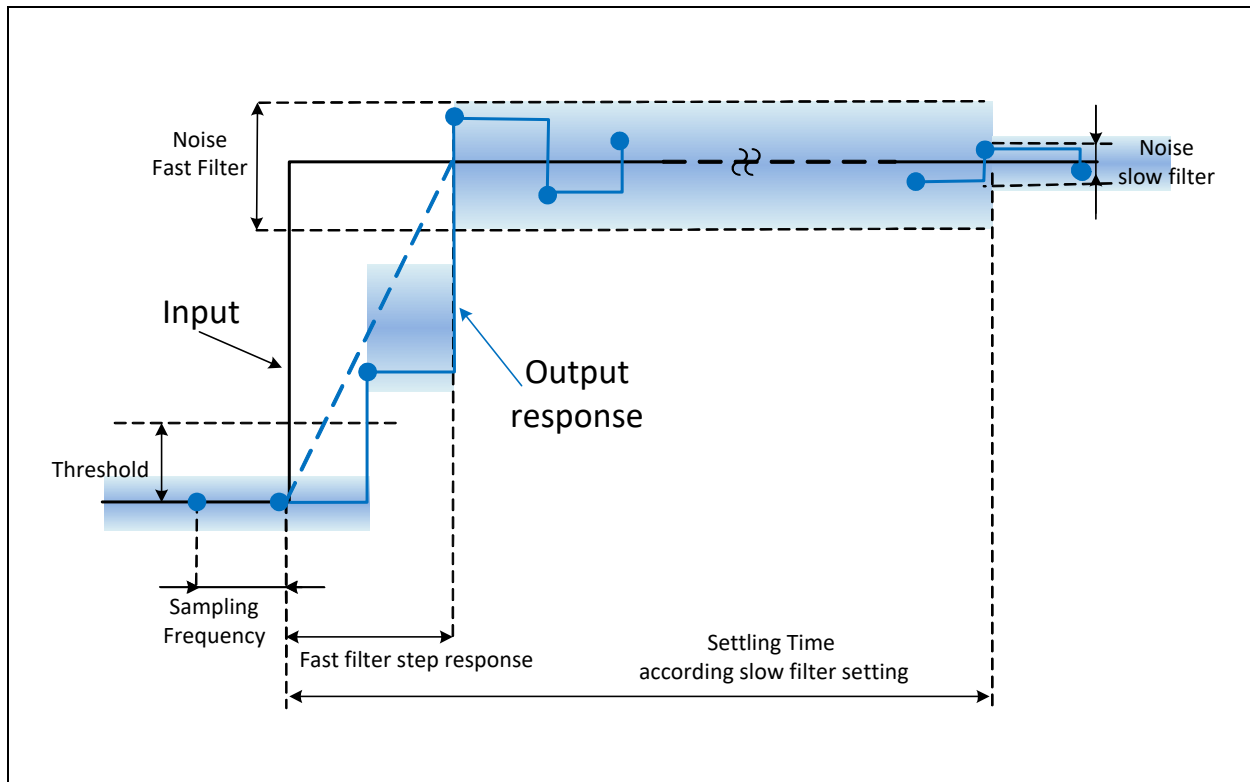 Noise
Fast Filter
Noise
slow filter
Input
Output
response
Threshold
Sampling
Frequency
Fast filter step response
Settling Time
according slow filter setting